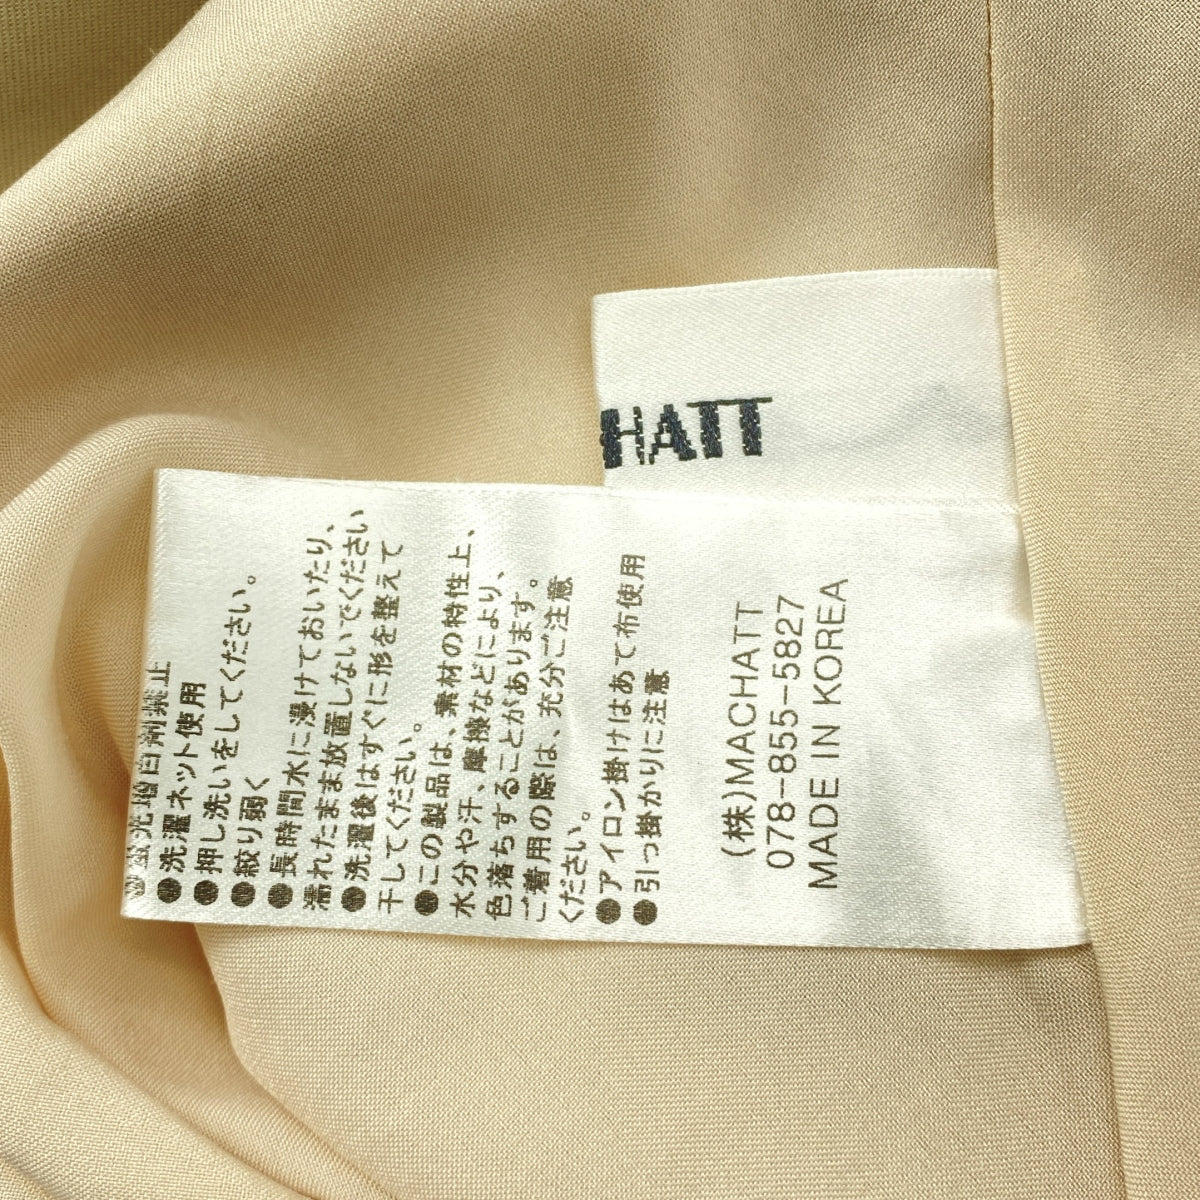 HATT
●蛍光増白剤禁止
●洗濯ネット使用
●押し洗いをしてください。
●絞り弱く
●長時間水に浸けておいたり、
濡れたまま放置しないでください
●洗濯後はすぐに形を整えて
干してください。
●この製品は、素材の特性上、
水分や汗、摩擦などにより、
色落ちすることがあります。
ご着用の際は、充分ご注意
ください。
●アイロン掛けはあて布使用
●引っ掛かりに注意
(株)MACHATT
078-855-5827
MADE IN KOREA